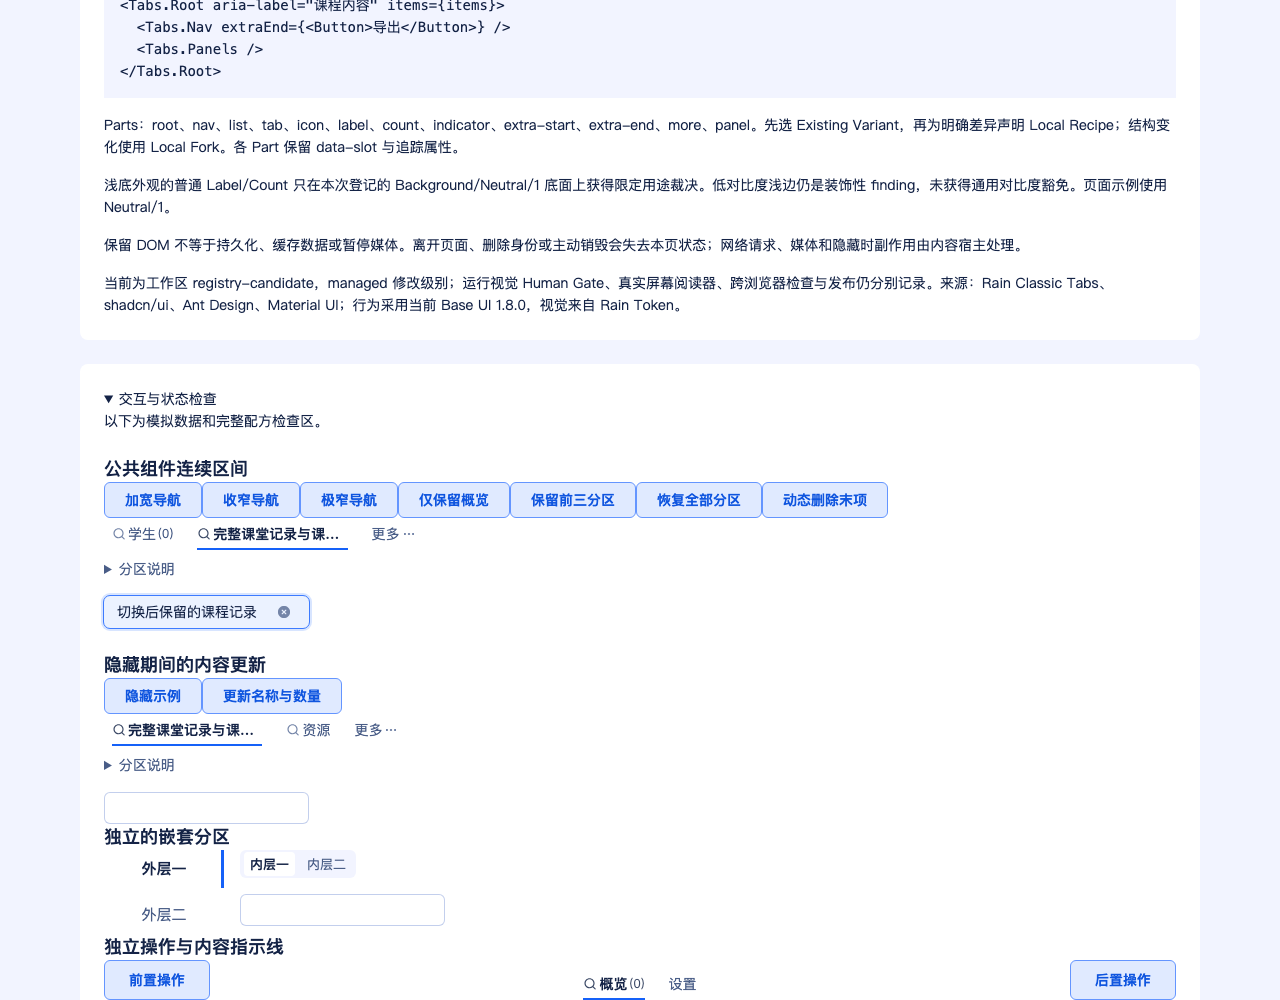 <Tabs.Root aria-label="课程内容" items={items}>
<Tabs.Nav extraEnd={<Button>导出</Button>} />
<Tabs.Panels />
</Tabs.Root>
Parts：root、nav、list、tab、icon、label、count、indicator、extra-start、extra-end、more、panel。先选 Existing Variant，再为明确差异声明 Local Recipe；结构变
化使用 Local Fork。各 Part 保留 data-slot 与追踪属性。
浅底外观的普通 Label/Count 只在本次登记的 Background/Neutral/1 底面上获得限定用途裁决。低对比度浅边仍是装饰性 finding，未获得通用对比度豁免。页面示例使用
Neutral/1。
保留 DOM 不等于持久化、缓存数据或暂停媒体。离开页面、删除身份或主动销毁会失去本页状态；网络请求、媒体和隐藏时副作用由内容宿主处理。
当前为工作区 registry-candidate，managed 修改级别；运行视觉 Human Gate、真实屏幕阅读器、跨浏览器检查与发布仍分别记录。来源：Rain Classic Tabs、
shadcn/ui、Ant Design、Material UI；行为采用当前 Base UI 1.8.0，视觉来自 Rain Token。
交互与状态检查
以下为模拟数据和完整配方检查区。
公共组件连续区间
加宽导航 收窄导航 极窄导航 仅保留概览 保留前三分区 恢复全部分区 动态删除末项
学生(0) 完整课堂记录与课... 更多 ···
分区说明
切换后保留的课程记录
隐藏期间的内容更新
隐藏示例 更新名称与数量
完整课堂记录与课... 资源 更多 ···
分区说明
独立的嵌套分区
外层一 内层一 内层二
外层二
独立操作与内容指示线
前置操作 概览(0) 设置 后置操作